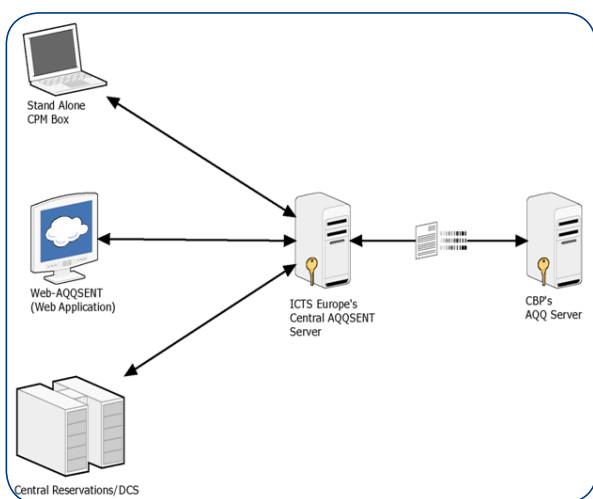 Stand Alone
CPM Box
Web-AQQSENT
(Web Application)
ICTS Europe's
Central AQQSENT
Server
CBP's
AQQ Server
Central Reservations/DCS